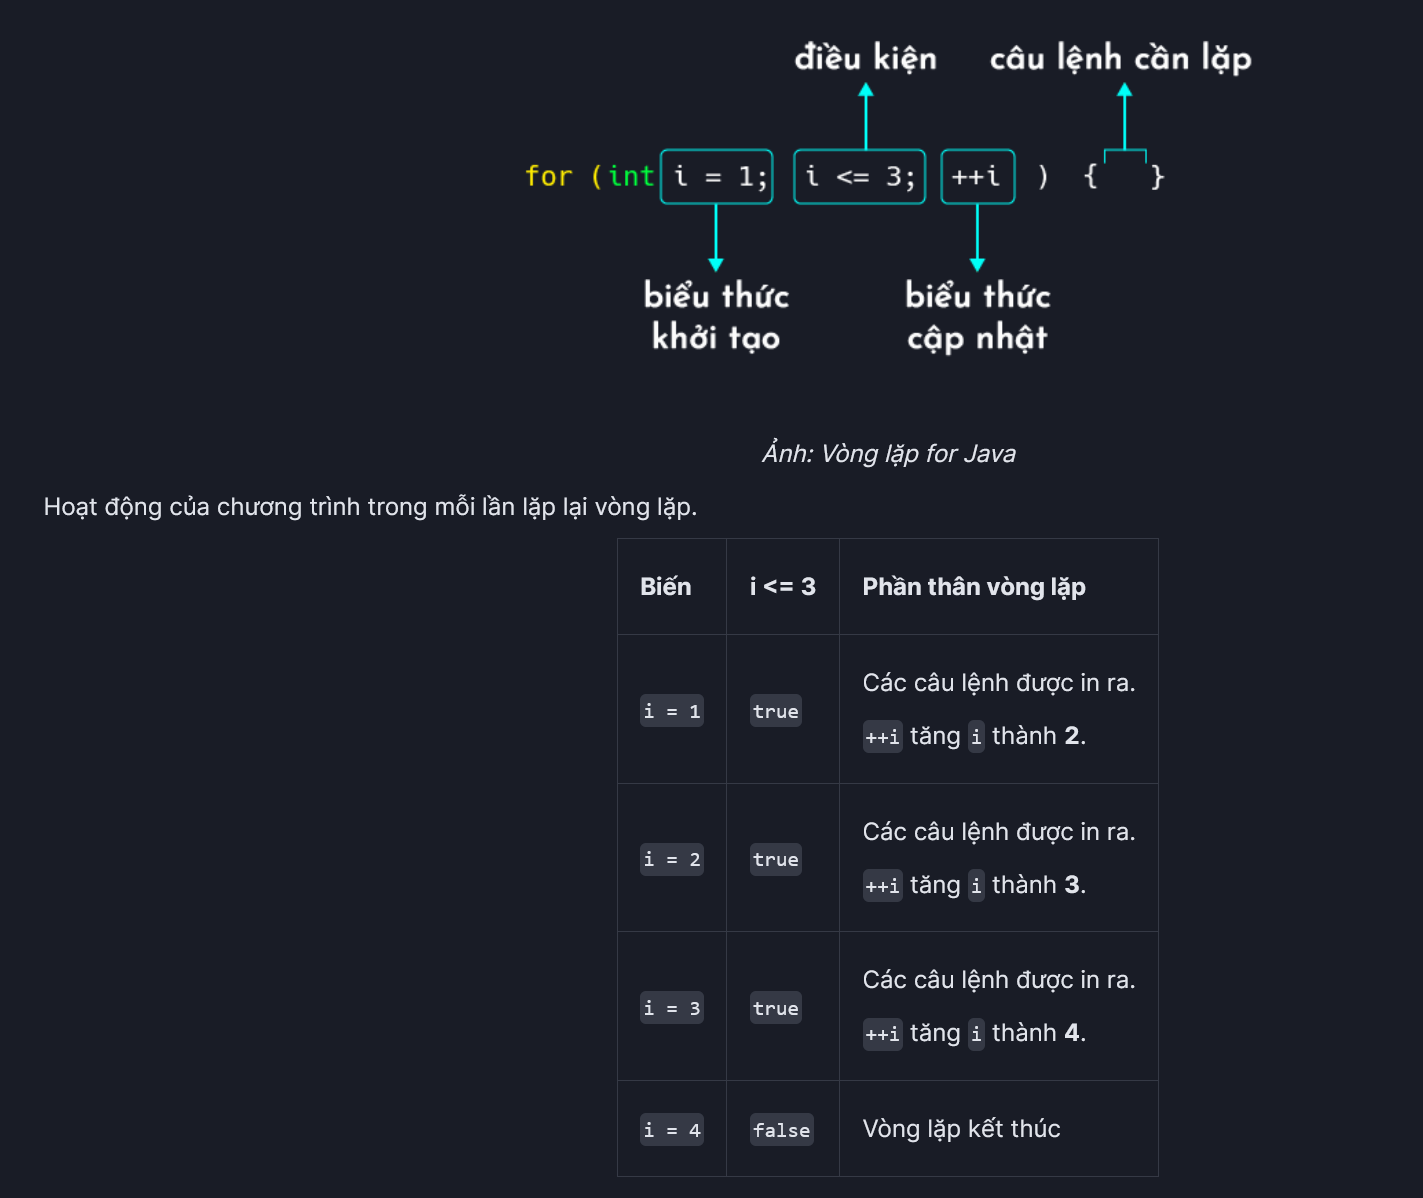 điều kiện câu lệnh cần lặp
for (int i = 1; i <= 3; ++i ) { }
biểu thức khởi tạo
biểu thức cập nhật
Ảnh: Vòng lặp for Java
Hoạt động của chương trình trong mỗi lần lặp lại vòng lặp.
Biến i <= 3 Phần thân vòng lặp
i = 1 true Các câu lệnh được in ra.
++i tăng i thành 2.
i = 2 true Các câu lệnh được in ra.
++i tăng i thành 3.
i = 3 true Các câu lệnh được in ra.
++i tăng i thành 4.
i = 4 false Vòng lặp kết thúc